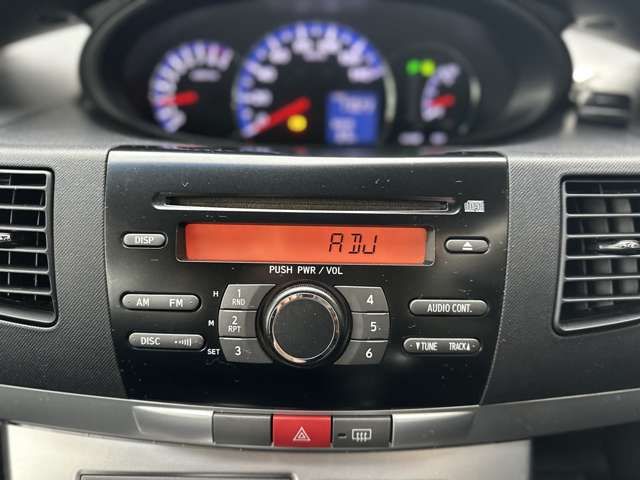 DISP
ADJ
PUSH PWR / VOL
AM FM
H 1 RND
4
M 2 RPT
5
SET 3
6
AUDIO CONT.
DISC
▼TUNE TRACK▲